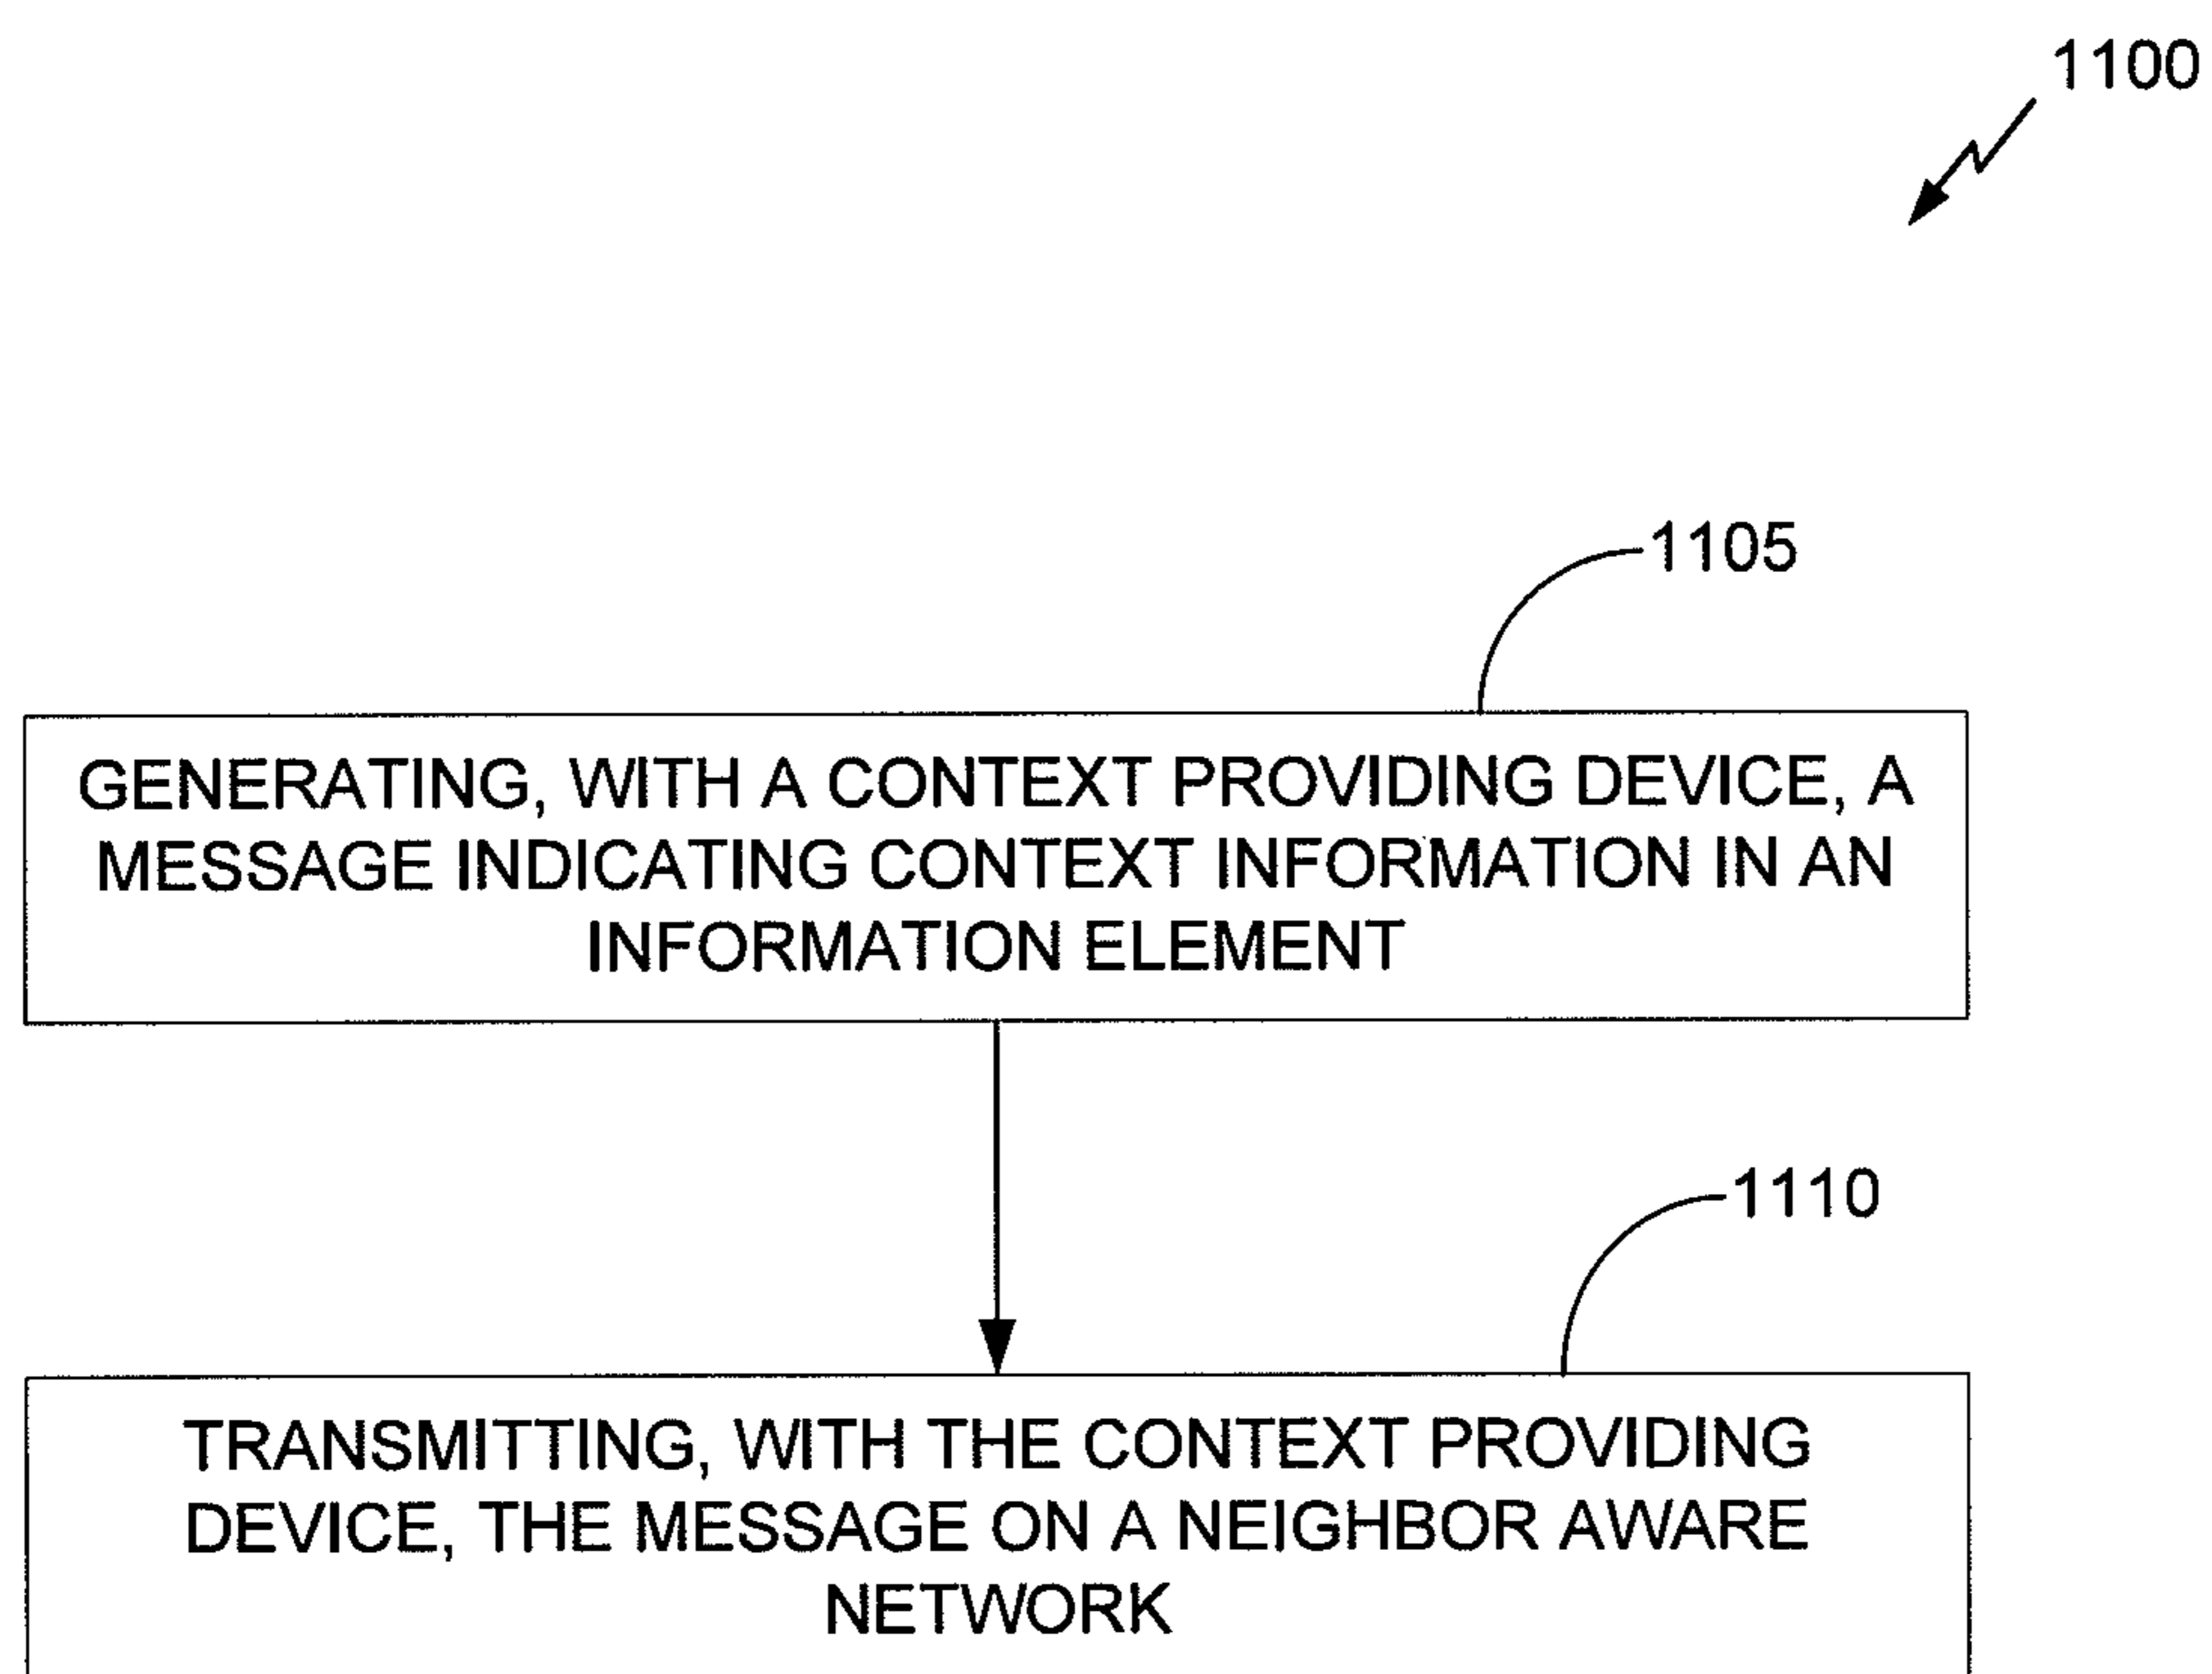 1100
1105
GENERATING, WITH A CONTEXT PROVIDING DEVICE, A
MESSAGE INDICATING CONTEXT INFORMATION IN AN
INFORMATION ELEMENT
1110
TRANSMITTING, WITH THE CONTEXT PROVIDING
DEVICE, THE MESSAGE ON A NEIGHBOR AWARE
NETWORK